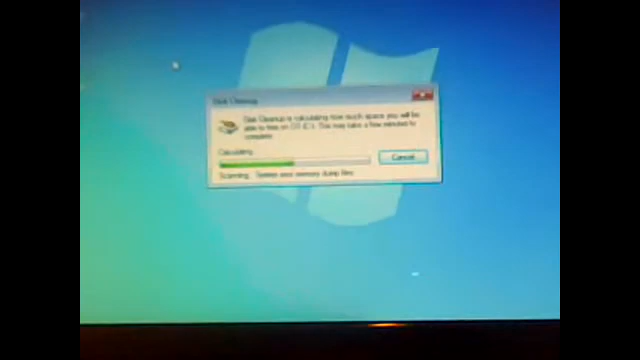 Disk Cleanup
Disk Cleanup is calculating how much space you will be
able to free on OS (C:). This may take a few minutes to
complete.
Calculating...
Cancel
Scanning: System error memory dump files